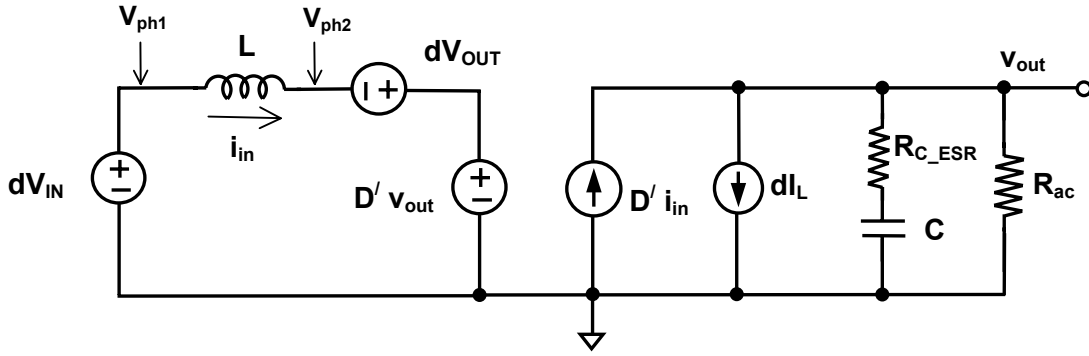 V_ph1
V_ph2
L
dV_OUT
v_out
i_in
R_C_ESR
dV_IN
D/ v_out
D/ i_in
dI_L
C
R_ac